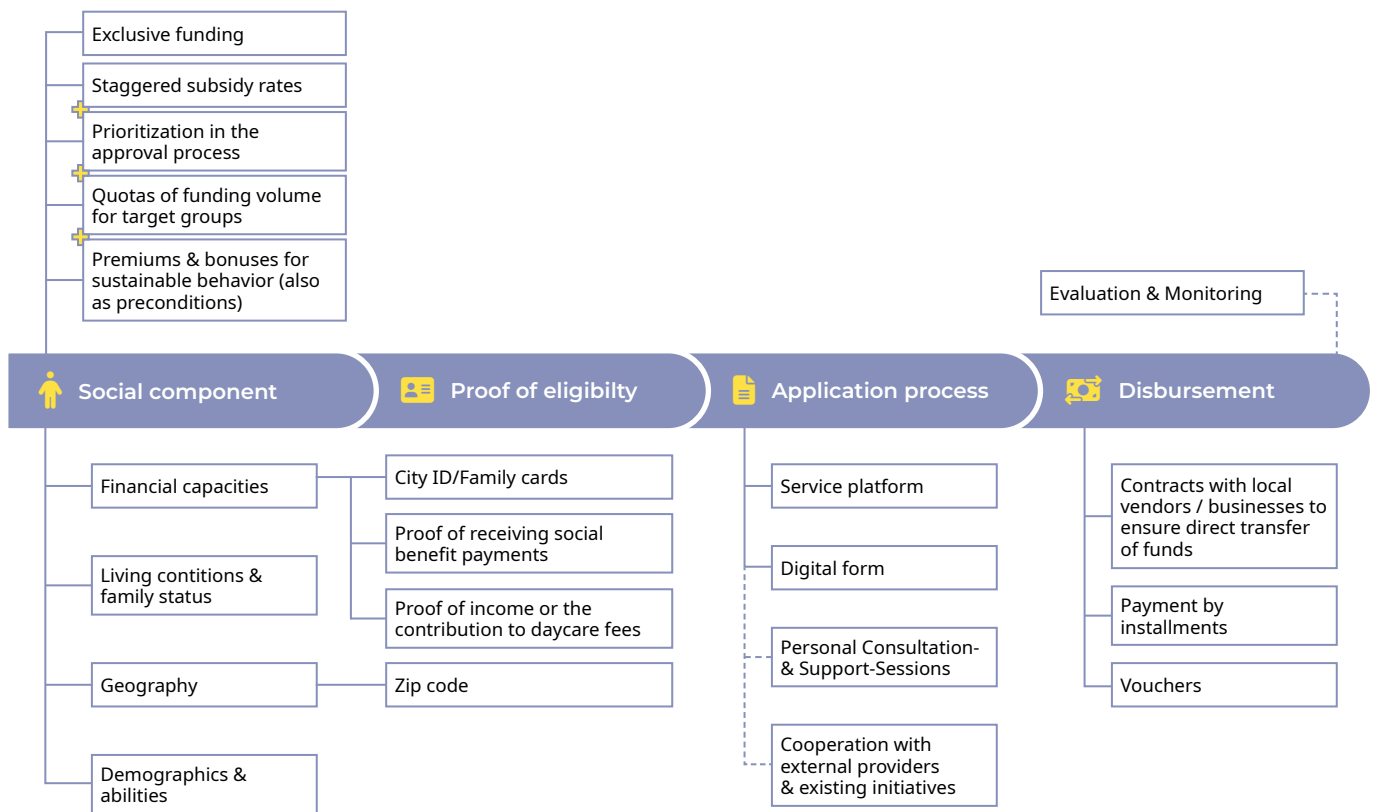 Exclusive funding
Staggered subsidy rates
Prioritization in the
approval process
Quotas of funding volume
for target groups
Premiums & bonuses for
sustainable behavior (also
as preconditions)
Evaluation & Monitoring
Social component
Proof of eligibilty
Application process
Disbursement
Financial capacities
Living contitions &
family status
Geography
Demographics &
abilities
City ID/Family cards
Proof of receiving social
benefit payments
Proof of income or the
contribution to daycare fees
Zip code
Service platform
Digital form
Personal Consultation-
& Support-Sessions
Cooperation with
external providers
& existing initiatives
Contracts with local
vendors / businesses to
ensure direct transfer
of funds
Payment by
installments
Vouchers